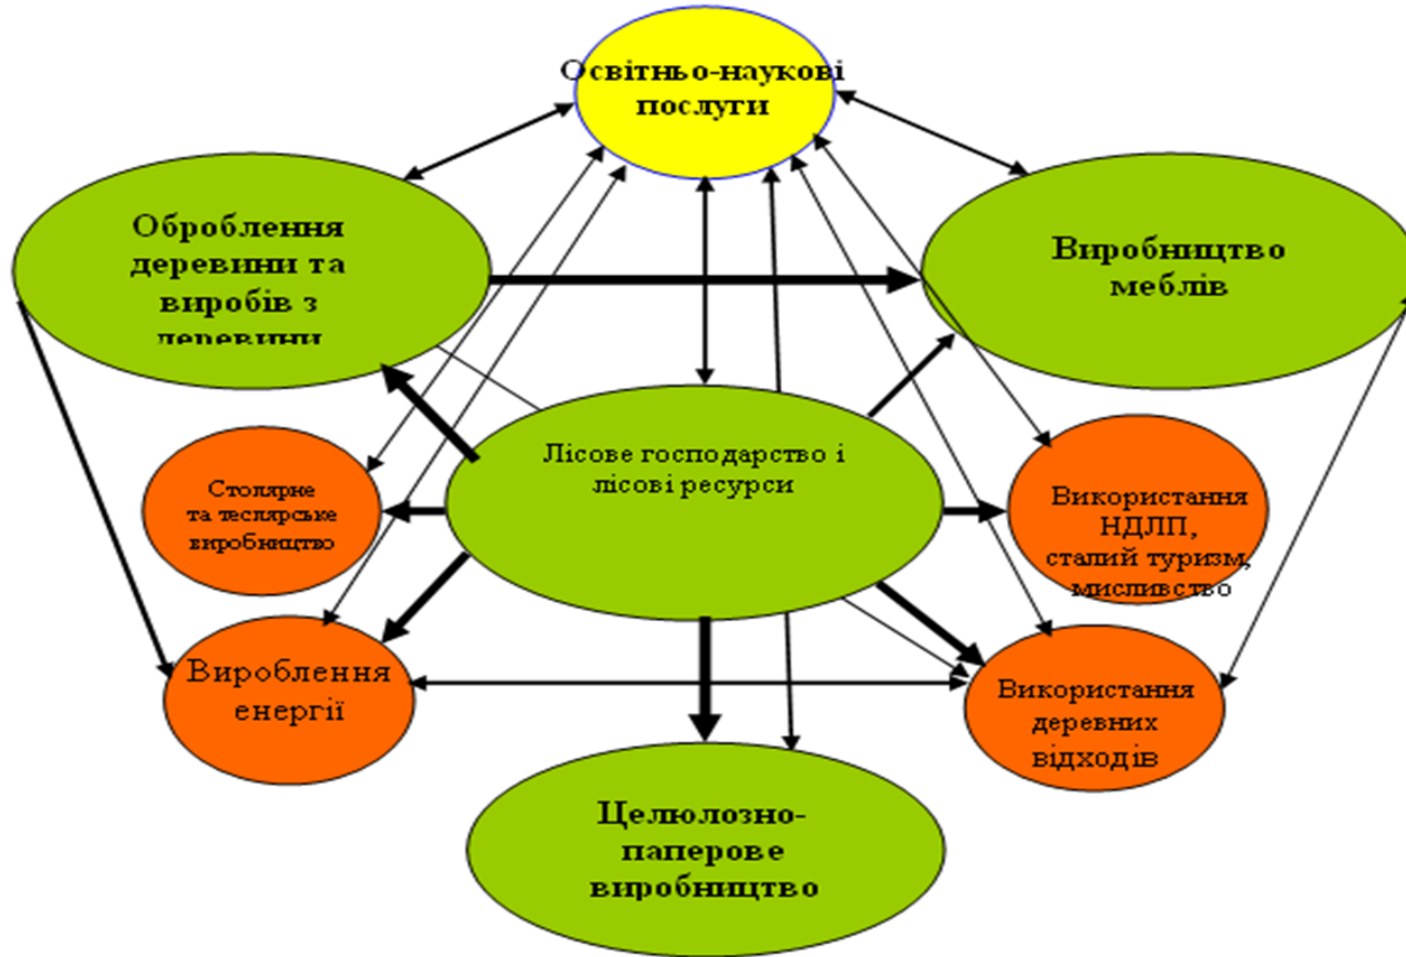 Освітньо-наукові
послуги
Оброблення
деревини та
виробів з
деревини
Виробництво
меблів
Лісове господарство і
лісові ресурси
Столярне
та теслярське
виробництво
Використання
НДЛП,
сталий туризм,
мисливство
Вироблення
енергії
Використання
деревних
відходів
Целюлозно-
паперове
виробництво